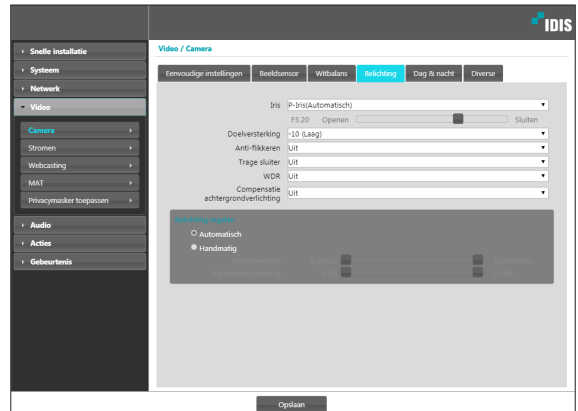 IDIS
Snelle installatie
Systeem
Netwerk
Video
Camera
Stromen
Webcasting
MAT
Privacymasker toepassen
Audio
Acties
Gebeurtenis
Video / Camera
Eenvoudige instellingen Beeldsensor Witbalans Belichting Dag & nacht Diverse
Iris P-Iris(Automatisch)
F3.20 Openen Sluiten
Doelversterking -10 (Laag)
Anti-flikkeren Uit
Trage sluiter Uit
WDR Uit
Compensatie
achtergrondverlichting Uit
Automatisch
Handmatig
Opslaan